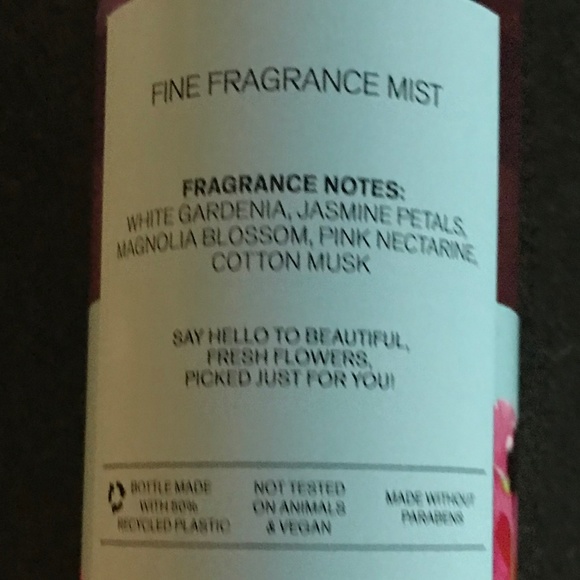 FINE FRAGRANCE MIST
FRAGRANCE NOTES:
WHITE GARDENIA, JASMINE PETALS,
MAGNOLIA BLOSSOM, PINK NECTARINE,
COTTON MUSK
SAY HELLO TO BEAUTIFUL,
FRESH FLOWERS,
PICKED JUST FOR YOU!
BOTTLE MADE
WITH 50%
RECYCLED PLASTIC
NOT TESTED
ON ANIMALS
& VEGAN
MADE WITHOUT
PARABENS